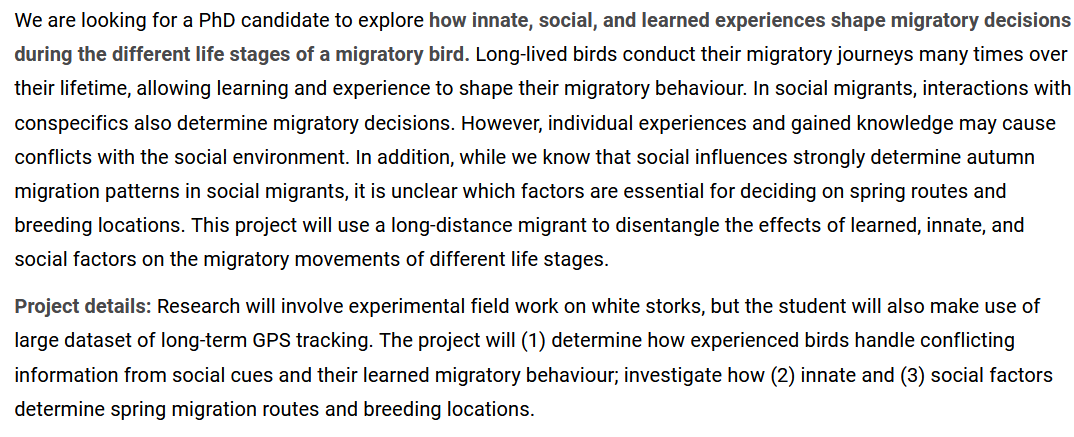 We are looking for a PhD candidate to explore how innate, social, and learned experiences shape migratory decisions
during the different life stages of a migratory bird. Long-lived birds conduct their migratory journeys many times over
their lifetime, allowing learning and experience to shape their migratory behaviour. In social migrants, interactions with
conspecifics also determine migratory decisions. However, individual experiences and gained knowledge may cause
conflicts with the social environment. In addition, while we know that social influences strongly determine autumn
migration patterns in social migrants, it is unclear which factors are essential for deciding on spring routes and
breeding locations. This project will use a long-distance migrant to disentangle the effects of learned, innate, and
social factors on the migratory movements of different life stages.
Project details: Research will involve experimental field work on white storks, but the student will also make use of
large dataset of long-term GPS tracking. The project will (1) determine how experienced birds handle conflicting
information from social cues and their learned migratory behaviour; investigate how (2) innate and (3) social factors
determine spring migration routes and breeding locations.